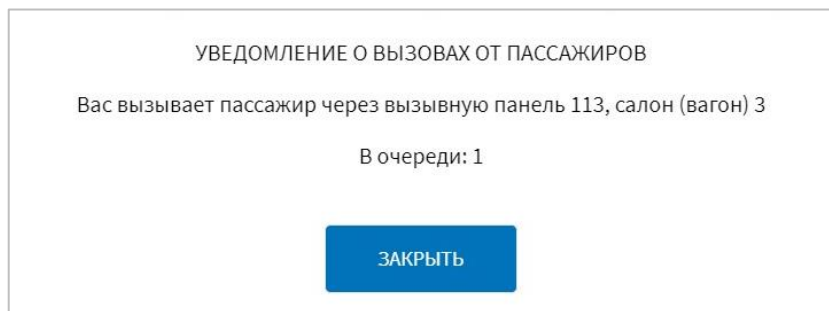 УВЕДОМЛЕНИЕ О ВЫЗОВАХ ОТ ПАССАЖИРОВ
Вас вызывает пассажир через вызывную панель 113, салон (вагон) 3
В очереди: 1
ЗАКРЫТЬ